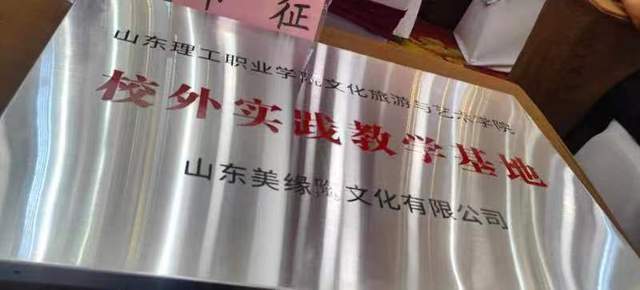 征
山东理工职业学院文化旅游与艺术学院
校外实践教学基地
山东美缘 文化有限公司